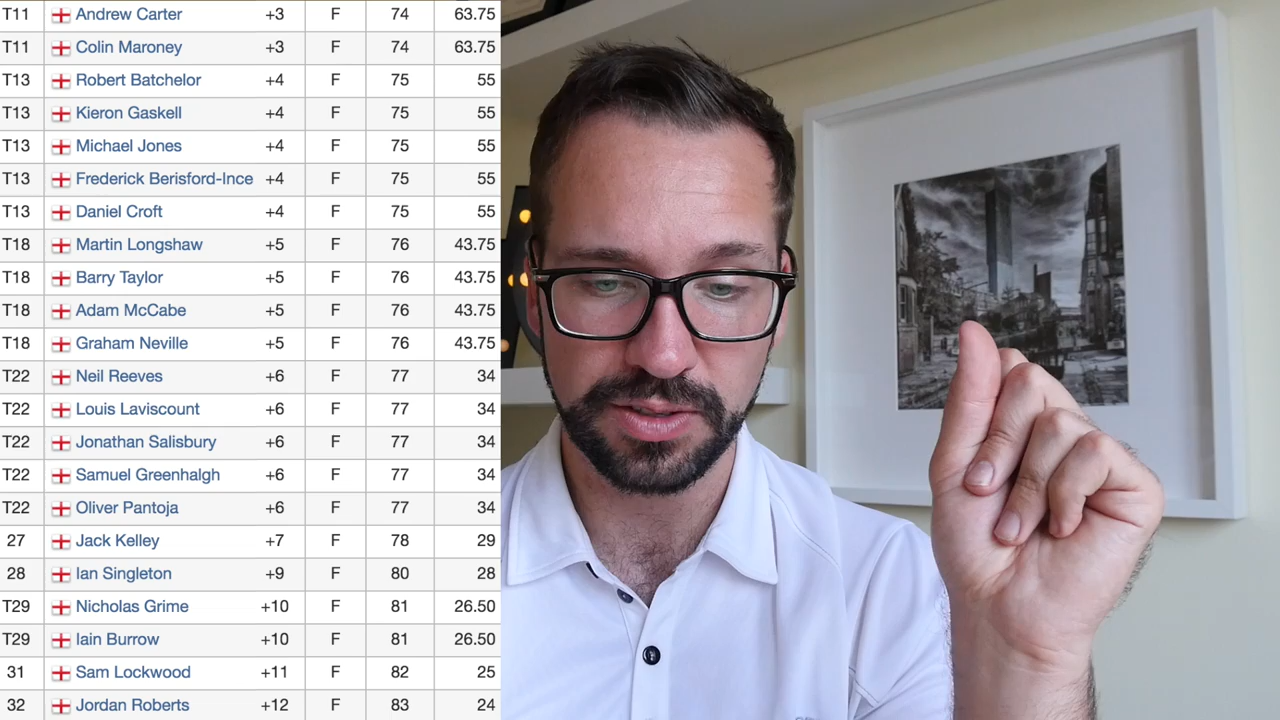 T11 Andrew Carter +3 F 74 63.75
T11 Colin Maroney +3 F 74 63.75
T13 Robert Batchelor +4 F 75 55
T13 Kieron Gaskell +4 F 75 55
T13 Michael Jones +4 F 75 55
T13 Frederick Berisford-Ince +4 F 75 55
T13 Daniel Croft +4 F 75 55
T18 Martin Longshaw +5 F 76 43.75
T18 Barry Taylor +5 F 76 43.75
T18 Adam McCabe +5 F 76 43.75
T18 Graham Neville +5 F 76 43.75
T22 Neil Reeves +6 F 77 34
T22 Louis Laviscount +6 F 77 34
T22 Jonathan Salisbury +6 F 77 34
T22 Samuel Greenhalgh +6 F 77 34
T22 Oliver Pantoja +6 F 77 34
27 Jack Kelley +7 F 78 29
28 Ian Singleton +9 F 80 28
T29 Nicholas Grime +10 F 81 26.50
T29 Iain Burrow +10 F 81 26.50
31 Sam Lockwood +11 F 82 25
32 Jordan Roberts +12 F 83 24